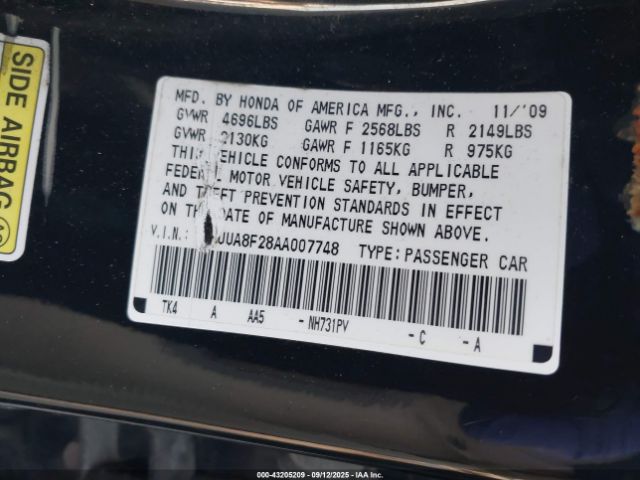 SIDE AIRBAG
MFD. BY HONDA OF AMERICA MFG., INC. 11/'09
GVWR 4696LBS GAWR F 2568LBS R 2149LBS
GVWR 2130KG GAWR F 1165KG R 975KG
THIS VEHICLE CONFORMS TO ALL APPLICABLE
FEDERAL MOTOR VEHICLE SAFETY, BUMPER,
AND THEFT PREVENTION STANDARDS IN EFFECT
ON THE DATE OF MANUFACTURE SHOWN ABOVE.
V.I.N.: UUA8F28AA007748 TYPE:PASSENGER CAR
TK4 A AA5 -NH731PV -C -A
000-43205209 - 09/12/2025 - IAA Inc.